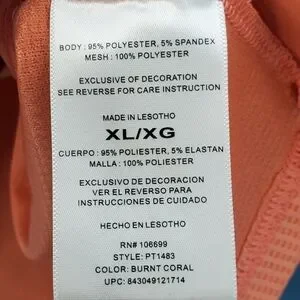 BODY: 95% POLYESTER, 5% SPANDEX
MESH: 100% POLYESTER
EXCLUSIVE OF DECORATION
SEE REVERSE FOR CARE INSTRUCTION
MADE IN LESOTHO
XL/XG
CUERPO: 95% POLIESTER, 5% ELASTAN
MALLA: 100% POLIESTER
EXCLUSIVO DE DECORACION
VER EL REVERSO PARA
INSTRUCCIONES DE CUIDADO
HECHO EN LESOTHO
RN# 106699
STYLE: PT1483
COLOR: BURNT CORAL
UPC: 843049121714